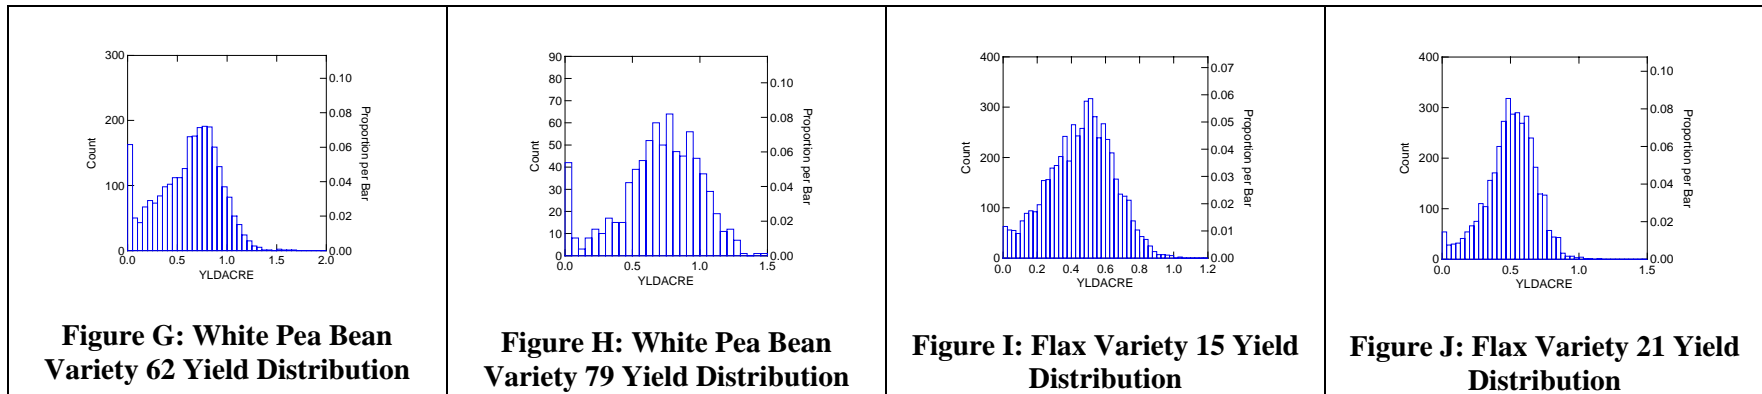 300
200
100
0
Count
0.10
0.08
0.06
0.04
0.02
0.00
Proportion per Bar
0.0 0.5 1.0 1.5 2.0
YLDACRE
Figure G: White Pea Bean
Variety 62 Yield Distribution
90
80
70
60
50
40
30
20
10
0
Count
0.10
0.08
0.06
0.04
0.02
0.00
Proportion per Bar
0.0 0.5 1.0 1.5
YLDACRE
Figure H: White Pea Bean
Variety 79 Yield Distribution
400
300
200
100
0
Count
0.07
0.06
0.05
0.04
0.03
0.02
0.01
0.00
Proportion per Bar
0.0 0.2 0.4 0.6 0.8 1.0 1.2
YLDACRE
Figure I: Flax Variety 15 Yield
Distribution
400
300
200
100
0
Count
0.10
0.08
0.06
0.04
0.02
0.00
Proportion per Bar
0.0 0.5 1.0 1.5
YLDACRE
Figure J: Flax Variety 21 Yield
Distribution